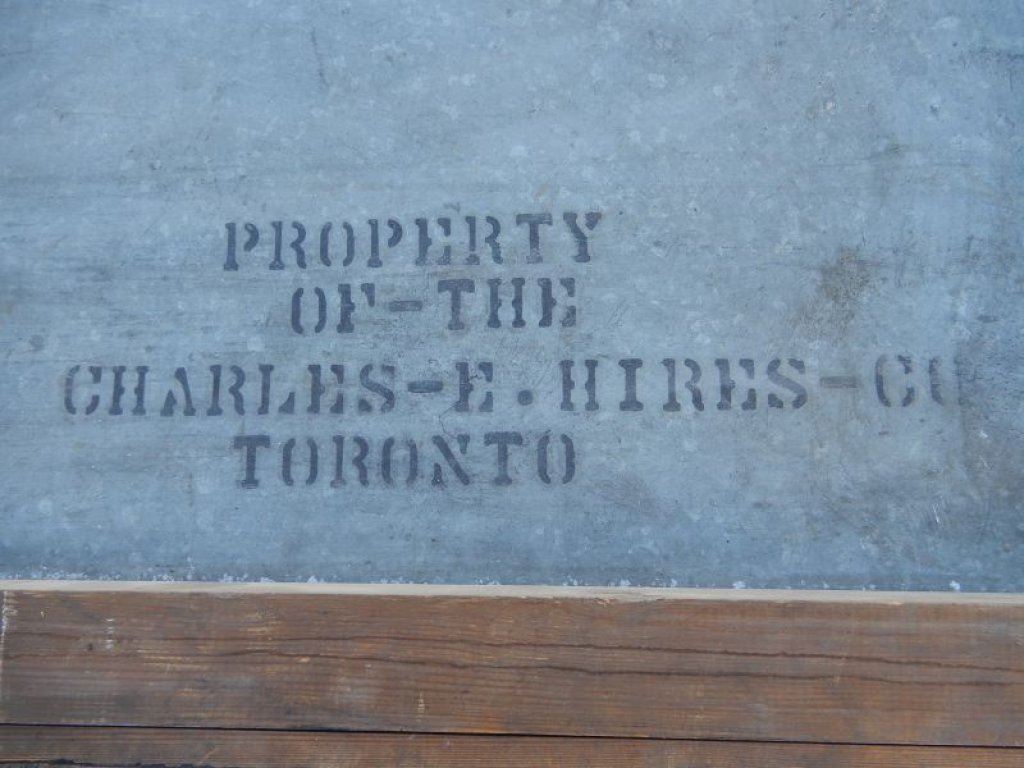 PROPERTY
OF-THE
CHARLES-E.HIRES-CO
TORONTO